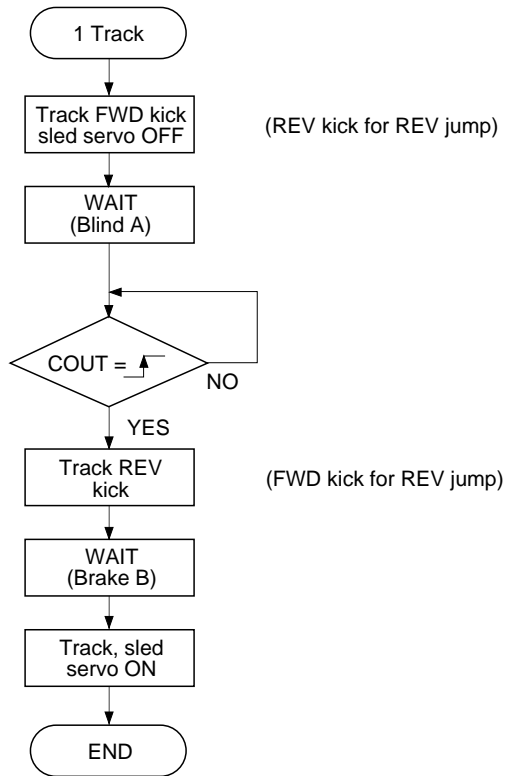 1 Track
Track FWD kick
sled servo OFF
(REV kick for REV jump)
WAIT
(Blind A)
COUT =
NO
YES
Track REV
kick
(FWD kick for REV jump)
WAIT
(Brake B)
Track, sled
servo ON
END